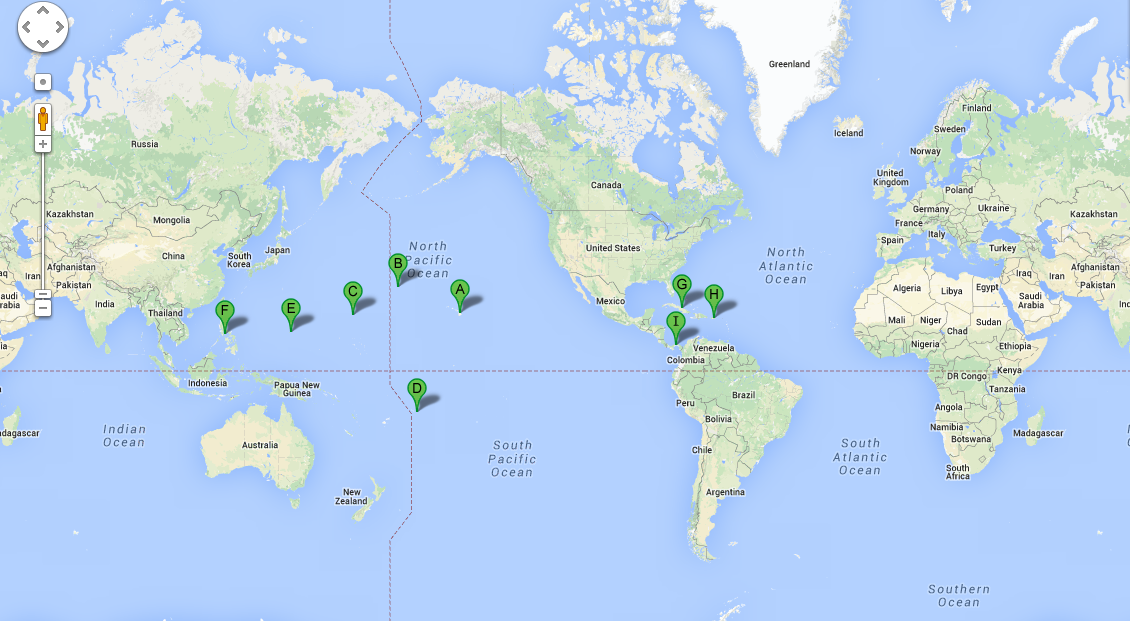 Greenland
Finland
Iceland
Sweden
Russia
Norway
United
Kingdom
Canada
Poland
Germany
Ukraine
Kazakhstan
Mongolia
Kazakhstan
France
Italy
Spain
Turkey
North
Pacific
Ocean
United States
North
Atlantic
Ocean
Japan
South
Korea
China
Afghanistan
Iran
Pakistan
Iraq
Iran
Afghanistan
Pakistan
Algeria
Libya
Egypt
Saudi
Arabia
audi
abia
India
Thailand
Mexico
India
Mali
Niger
Chad
Sudan
Nigeria
Ethiopia
A
B
C
D
E
F
G
H
I
Venezuela
Colombia
DR Congo
Kenya
Tanzania
Indonesia
Papua New
Guinea
Peru
Brazil
Bolivia
Angola
Namibia
Botswana
Madagascar
adagascar
Indian
Ocean
Australia
South
Pacific
Ocean
Chile
South
Atlantic
Ocean
South
Africa
New
Zealand
Argentina
Southern
Ocean